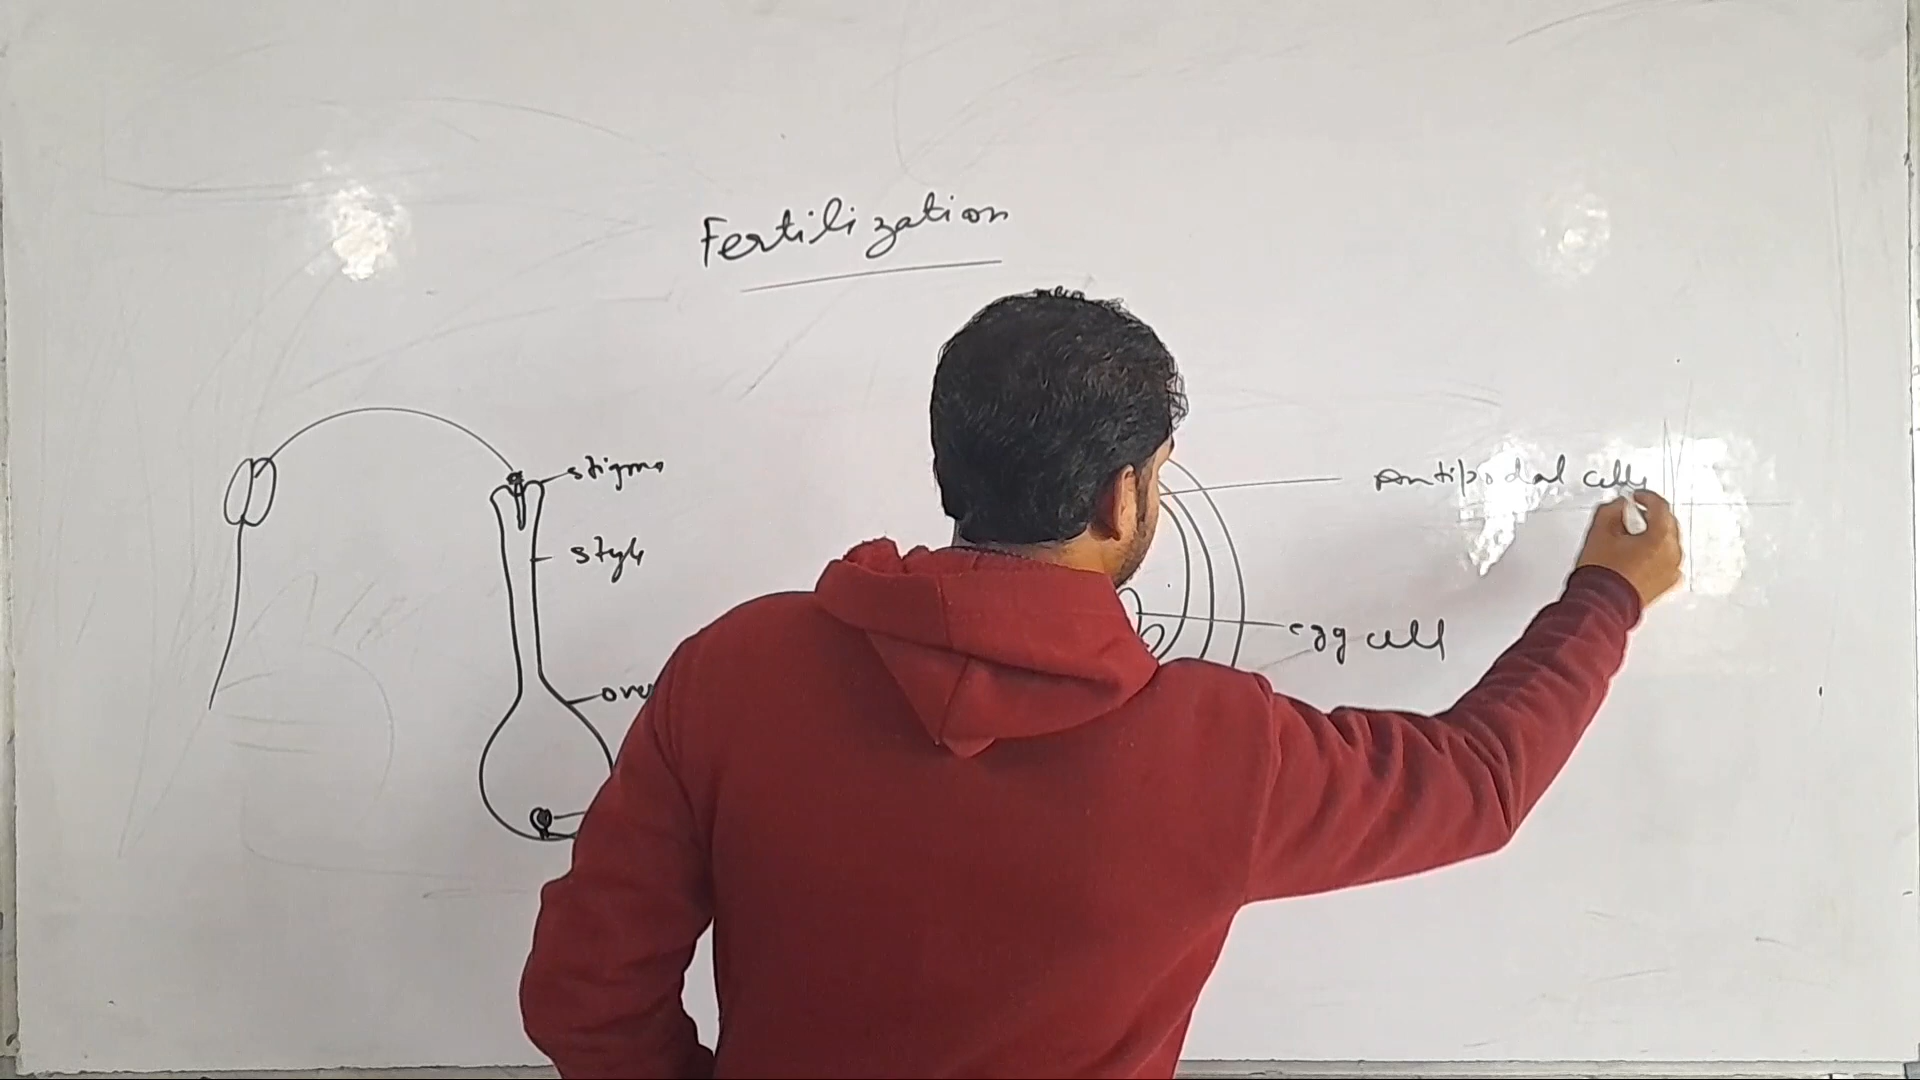 Fertilization
stigma
style
antipodal cells
egg cell